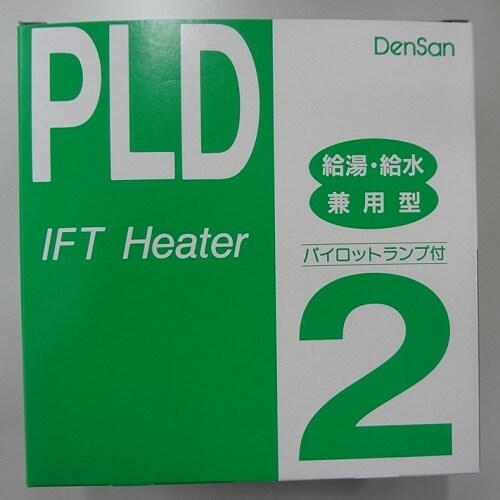 PLD
IFT Heater
DenSan
給湯・給水
兼用型
パイロットランプ付
2